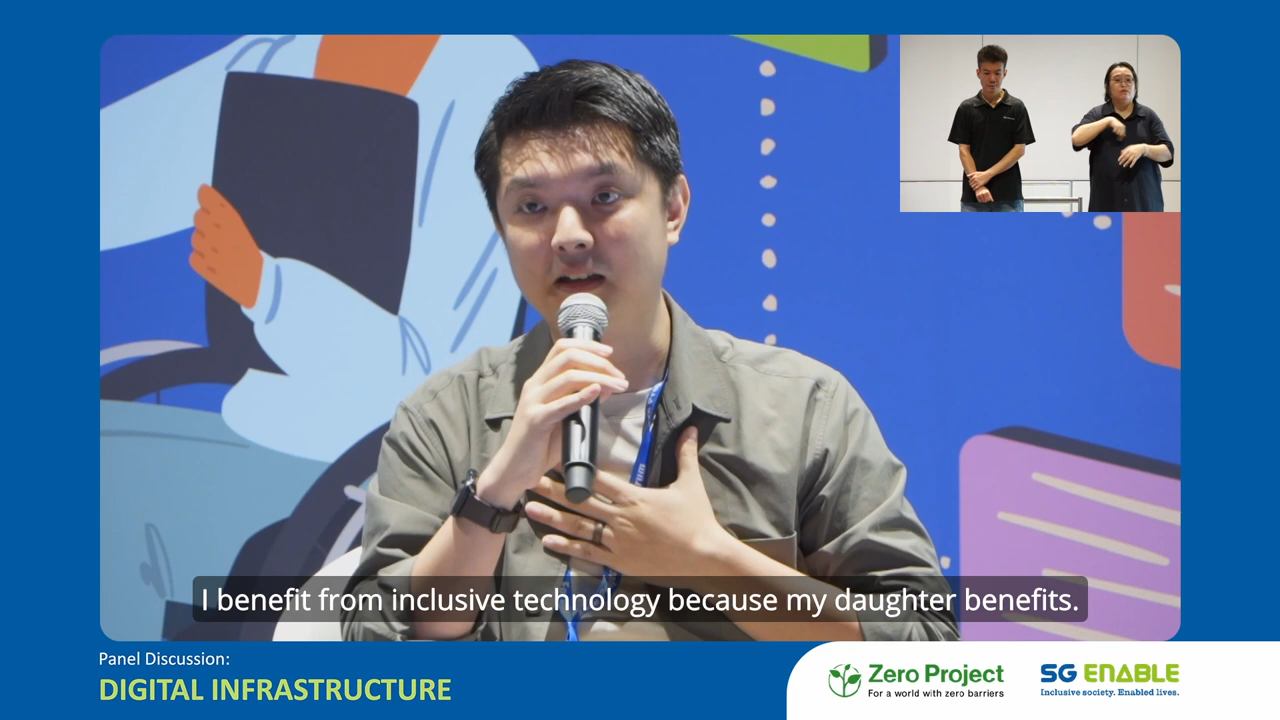 I benefit from inclusive technology because my daughter benefits.
Panel Discussion:
DIGITAL INFRASTRUCTURE
Zero Project
For a world with zero barriers
SG ENABLE
Inclusive society. Enabled lives.